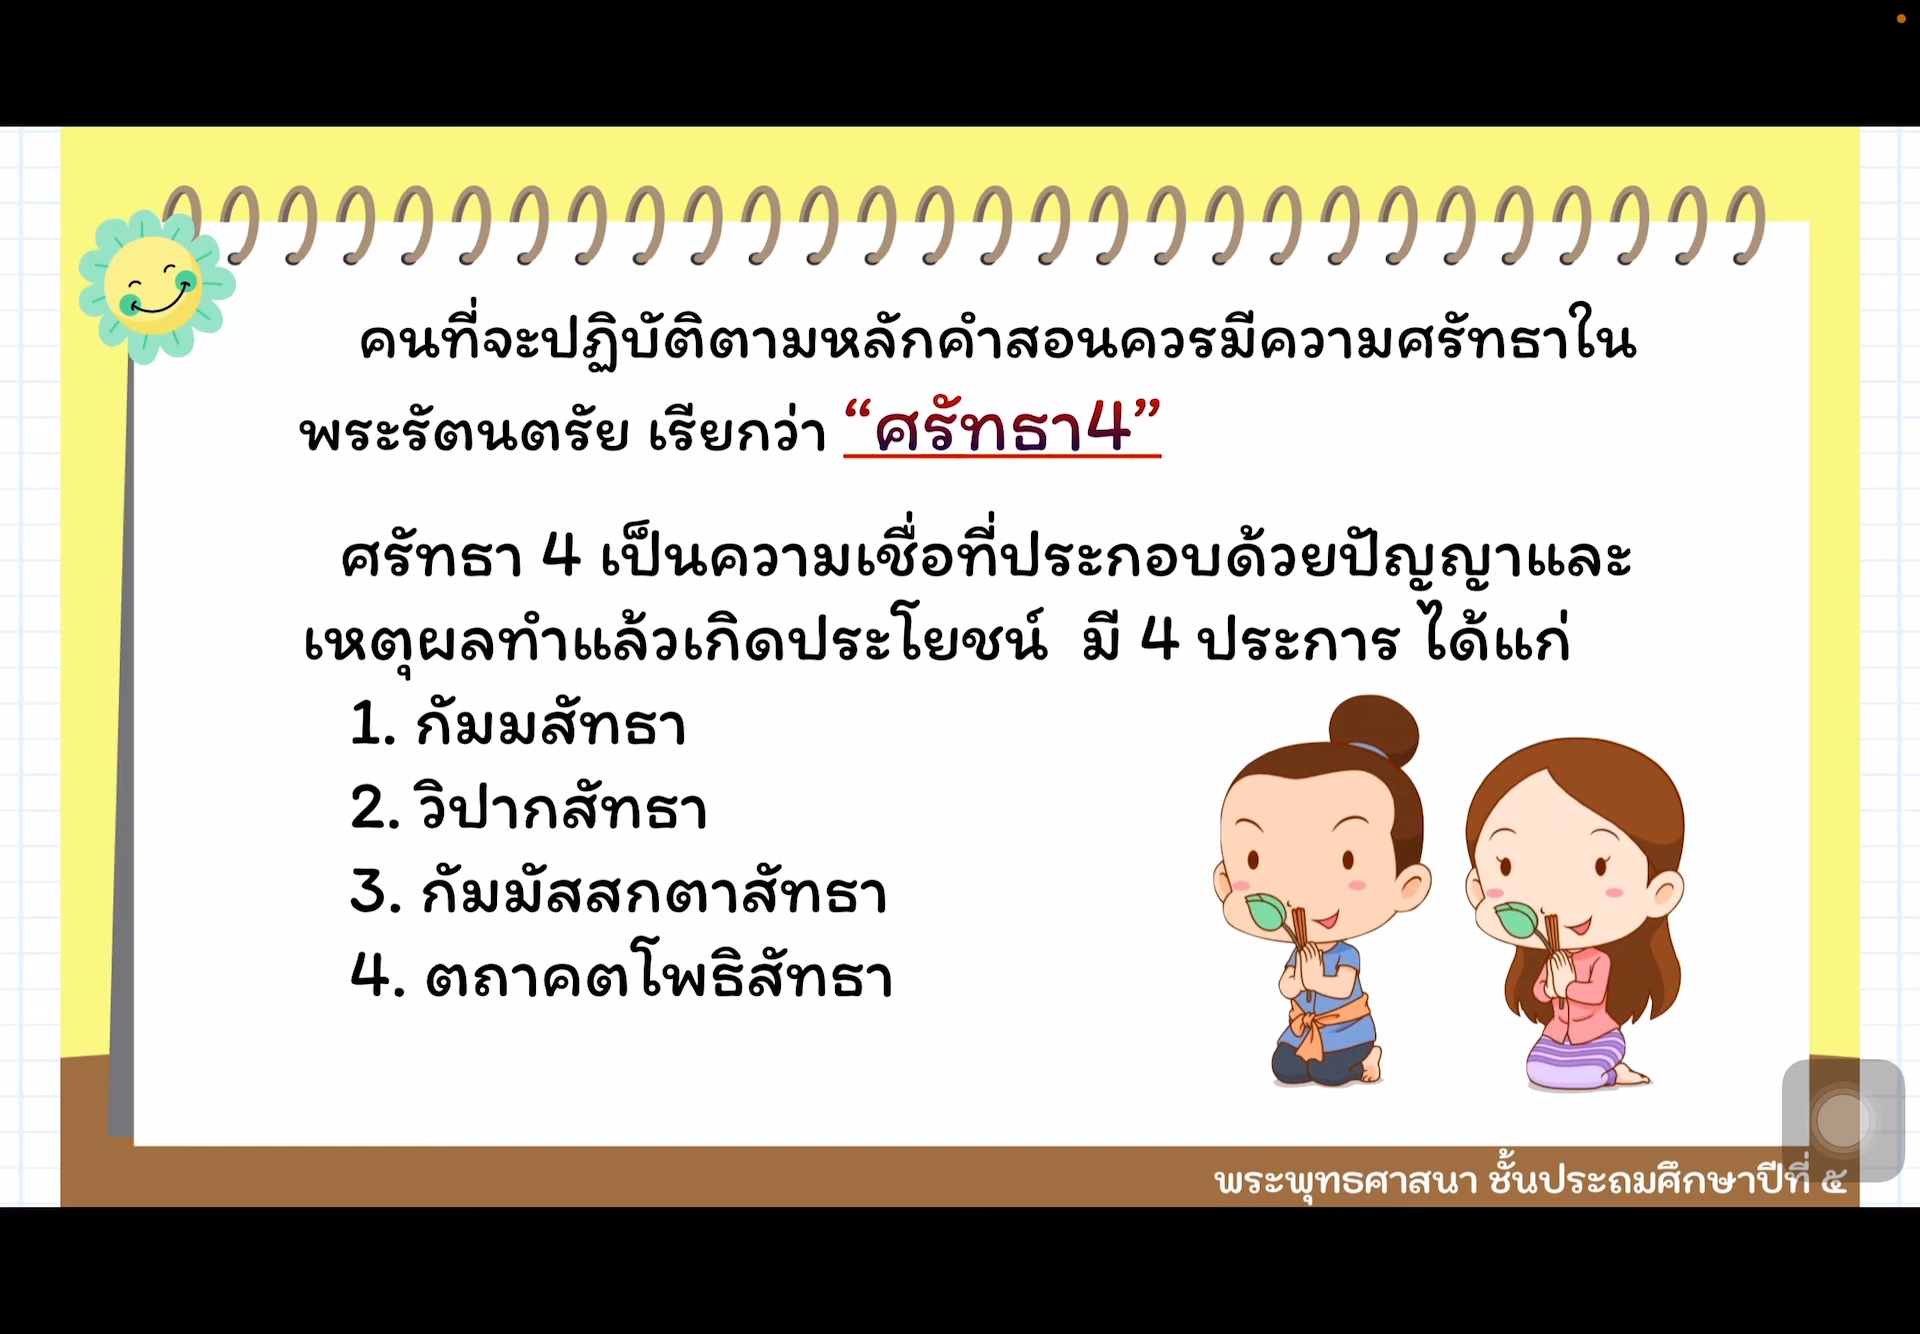 คนที่จะปฏิบัติตามหลักคำสอนควรมีความศรัทธาใน
พระรัตนตรัย เรียกว่า “ศรัทธา4”
ศรัทธา 4 เป็นความเชื่อที่ประกอบด้วยปัญญาและ
เหตุผลทำแล้วเกิดประโยชน์ มี 4 ประการ ได้แก่
1. กัมมสัทธา
2. วิปากสัทธา
3. กัมมัสสกตาสัทธา
4. ตถาคตโพธิสัทธา
พระพุทธศาสนา ชั้นประถมศึกษาปีที่ ๕